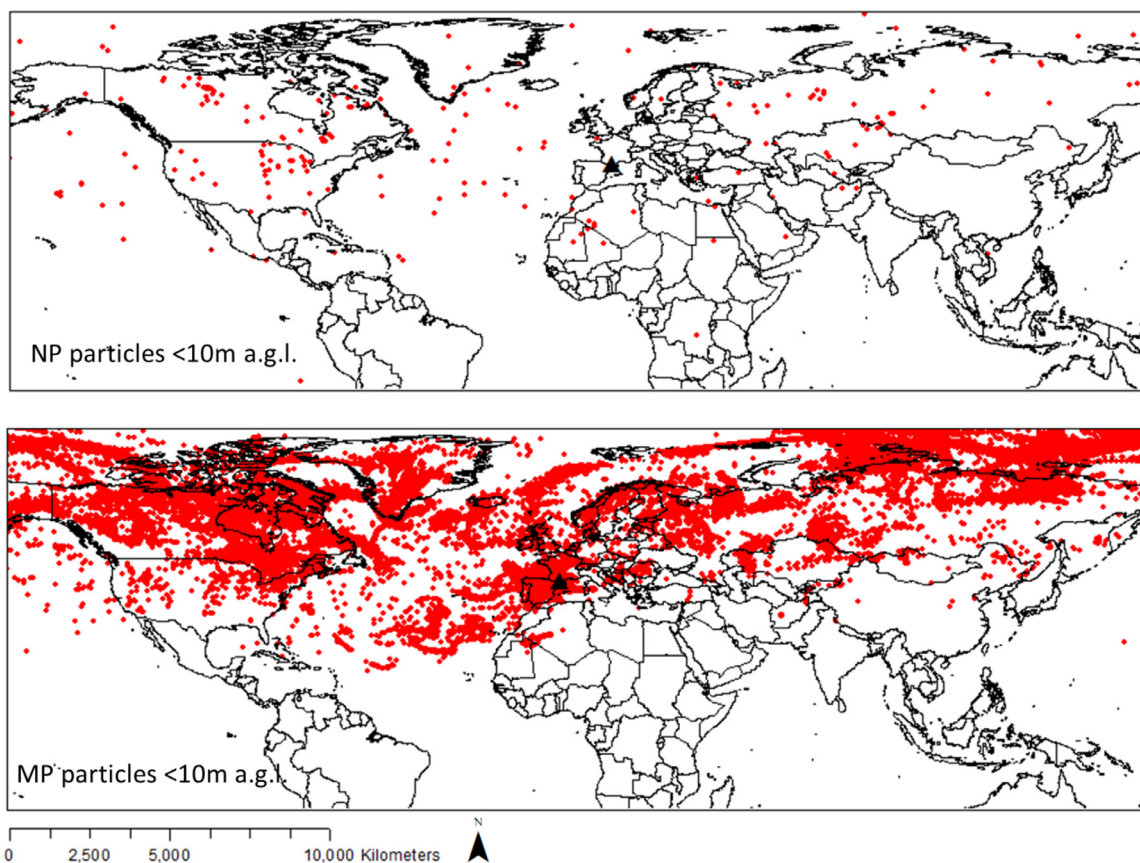 NP particles <10m a.g.l.
MP particles <10m a.g.l.
N
0 2,500 5,000 10,000 Kilometers